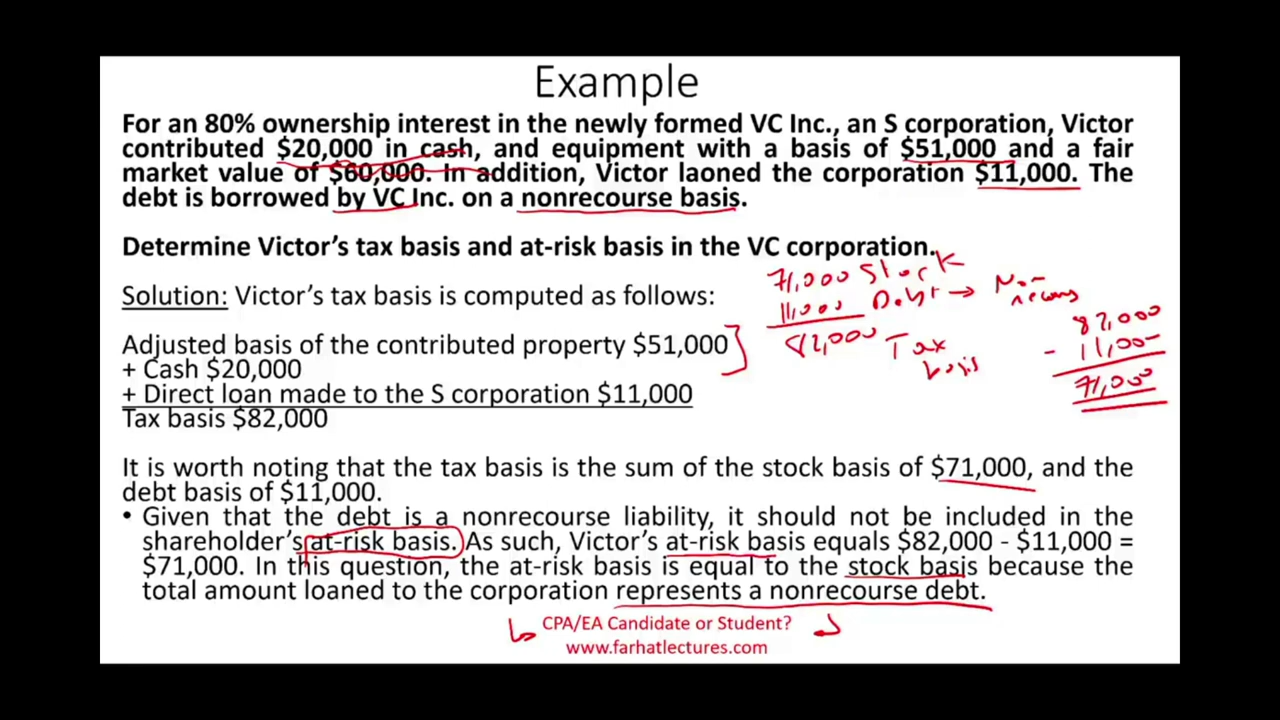 Example
For an 80% ownership interest in the newly formed VC Inc., an S corporation, Victor
contributed $20,000 in cash, and equipment with a basis of $51,000 and a fair
market value of $60,000. In addition, Victor laoned the corporation $11,000. The
debt is borrowed by VC Inc. on a nonrecourse basis.
Determine Victor's tax basis and at-risk basis in the VC corporation.
Solution: Victor's tax basis is computed as follows:
Adjusted basis of the contributed property $51,000
+ Cash $20,000
+ Direct loan made to the S corporation $11,000
Tax basis $82,000
71,000 Stock
11,000 Debt → Non-
recours
82,000 Tax
basis
82,000
- 11,000
71,000
It is worth noting that the tax basis is the sum of the stock basis of $71,000, and the
debt basis of $11,000.
• Given that the debt is a nonrecourse liability, it should not be included in the
shareholder's at-risk basis. As such, Victor's at-risk basis equals $82,000 - $11,000 =
$71,000. In this question, the at-risk basis is equal to the stock basis because the
total amount loaned to the corporation represents a nonrecourse debt.
CPA/EA Candidate or Student?
www.farhatlectures.com